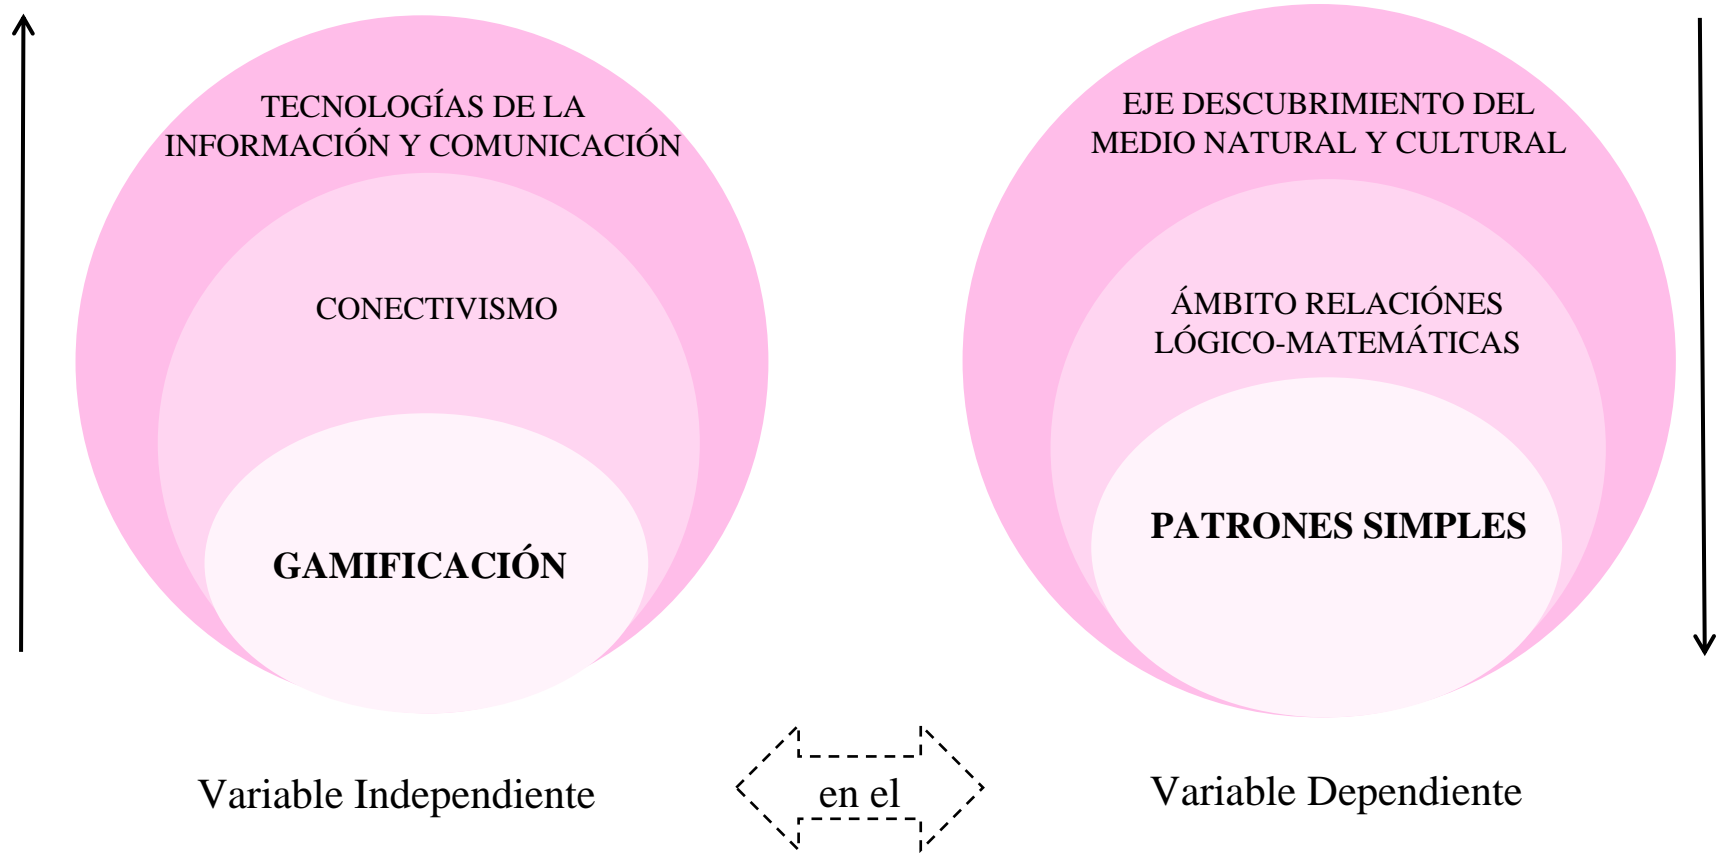 TECNOLOGÍAS DE LA
INFORMACIÓN Y COMUNICACIÓN
CONECTIVISMO
GAMIFICACIÓN
Variable Independiente
en el
EJE DESCUBRIMIENTO DEL
MEDIO NATURAL Y CULTURAL
ÁMBITO RELACIÓNES
LÓGICO-MATEMÁTICAS
PATRONES SIMPLES
Variable Dependiente